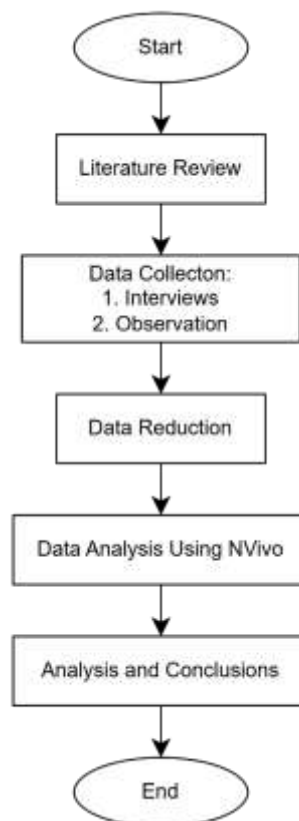 Start
Literature Review
Data Collecton:
1. Interviews
2. Observation
Data Reduction
Data Analysis Using NVivo
Analysis and Conclusions
End